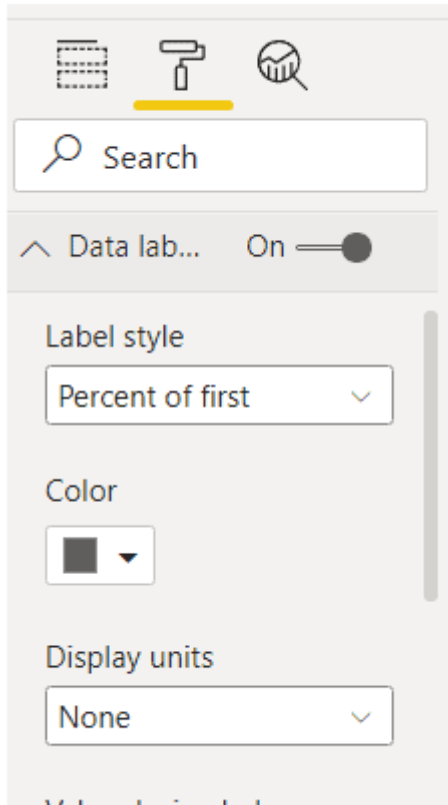 Search
Data lab... On
Label style
Percent of first
Color
Display units
None